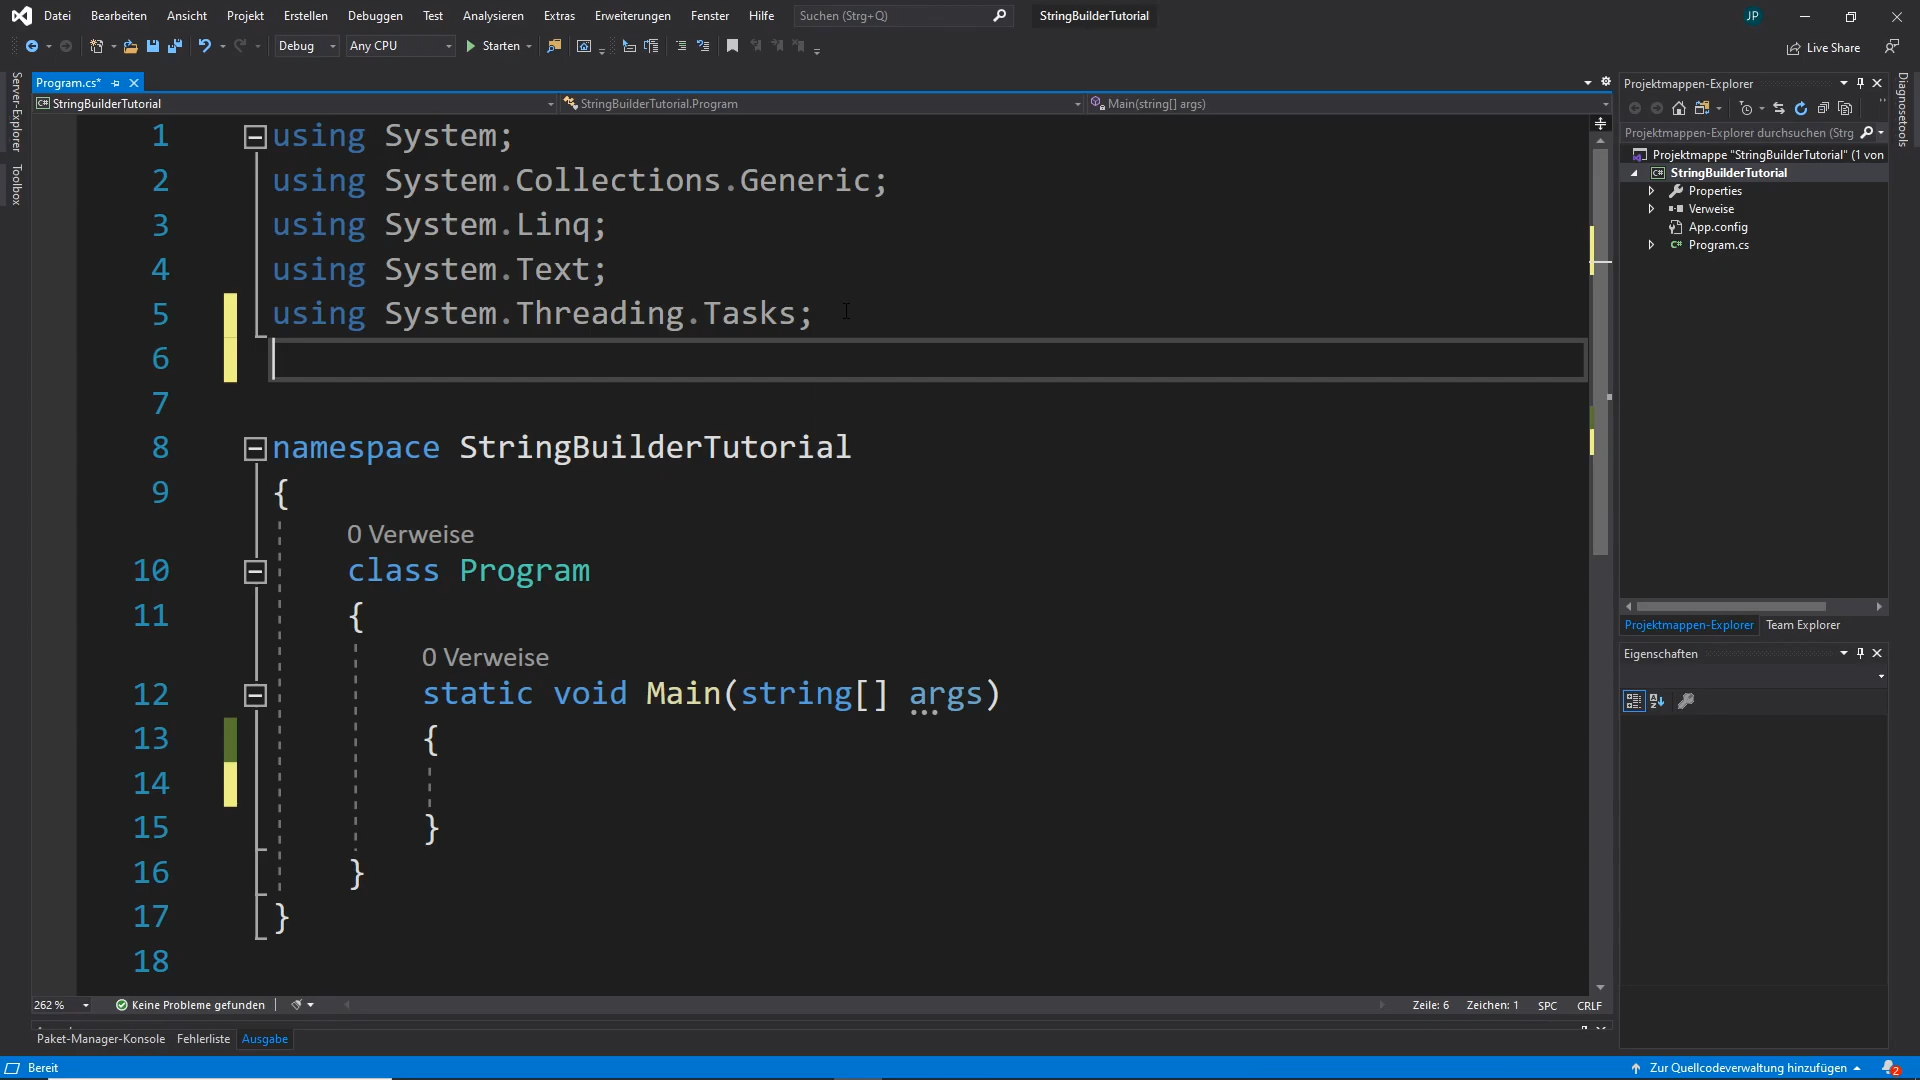 Datei Bearbeiten Ansicht Projekt Erstellen Debuggen Test Analysieren Extras Erweiterungen Fenster Hilfe Suchen (Strg+Q) StringBuilderTutorial JP
Debug Any CPU Starten Live Share
Server-Explorer
Toolbox
Program.cs*
StringBuilderTutorial StringBuilderTutorial.Program Main(string[] args)
1 using System;
2 using System.Collections.Generic;
3 using System.Linq;
4 using System.Text;
5 using System.Threading.Tasks;
6
7
8 namespace StringBuilderTutorial
9 {
0 Verweise
10 class Program
11 {
0 Verweise
12 static void Main(string[] args)
13 {
14
15 }
16 }
17 }
18
262 % Keine Probleme gefunden Zeile: 6 Zeichen: 1 SPC CRLF
Paket-Manager-Konsole Fehlerliste Ausgabe
Projektmappen-Explorer
Projektmappen-Explorer durchsuchen (Strg
Projektmappe "StringBuilderTutorial" (1 von
StringBuilderTutorial
Properties
Verweise
App.config
Program.cs
Projektmappen-Explorer Team Explorer
Eigenschaften
Diagnosetools
Bereit Zur Quellcodeverwaltung hinzufügen 2